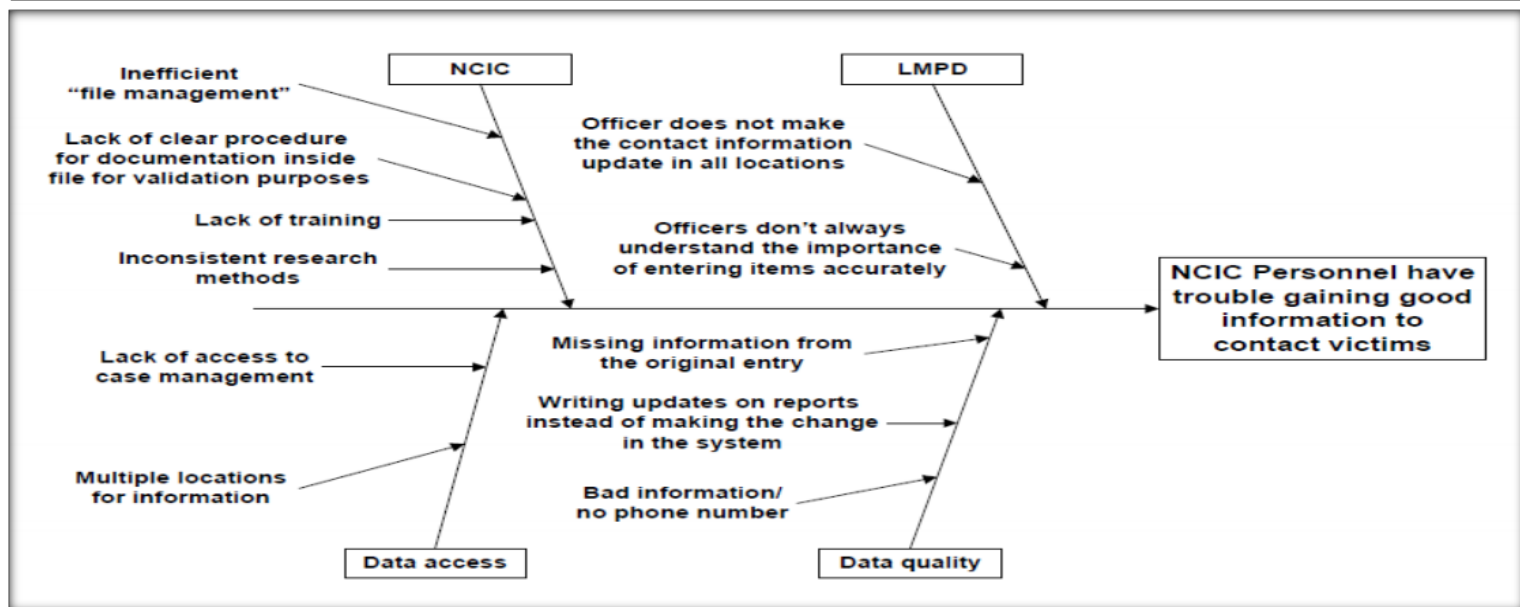 NCIC
LMPD
Inefficient
“file management”
Lack of clear procedure
for documentation inside
file for validation purposes
Lack of training
Inconsistent research
methods
Officer does not make
the contact information
update in all locations
Officers don’t always
understand the importance
of entering items accurately
NCIC Personnel have
trouble gaining good
information to
contact victims
Lack of access to
case management
Multiple locations
for information
Missing information from
the original entry
Writing updates on reports
instead of making the change
in the system
Bad information/
no phone number
Data access
Data quality